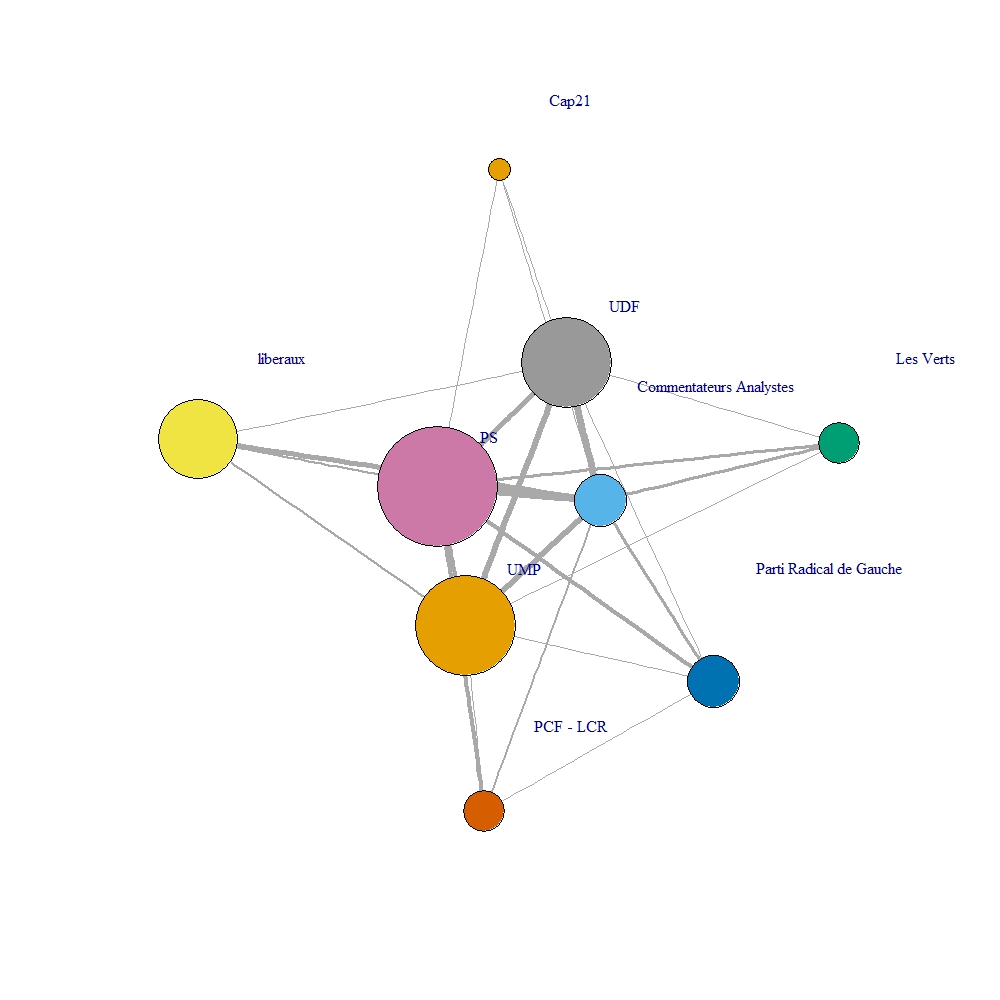 Cap21
UDF
liberaux
Les Verts
Commentateurs Analystes
PS
UMP
Parti Radical de Gauche
PCF - LCR